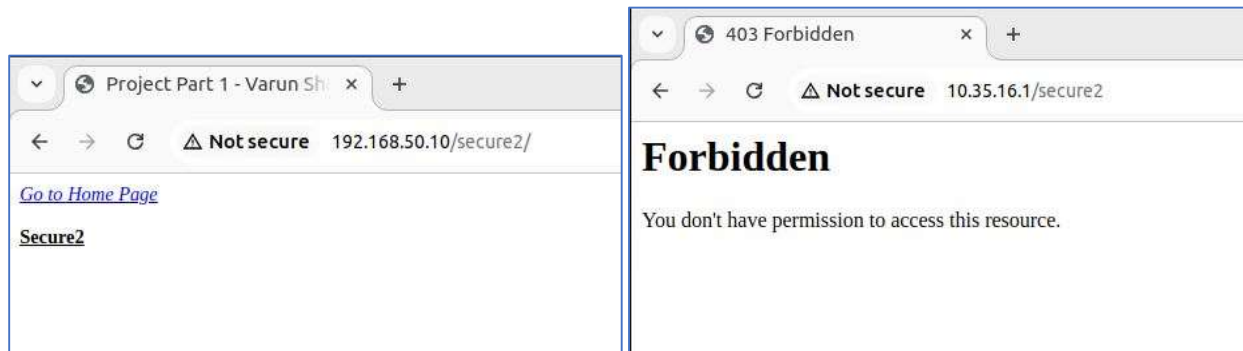 Project Part 1 - Varun Sh
Not secure 192.168.50.10/secure2/
Go to Home Page
Secure2
403 Forbidden
Not secure 10.35.16.1/secure2
Forbidden
You don't have permission to access this resource.